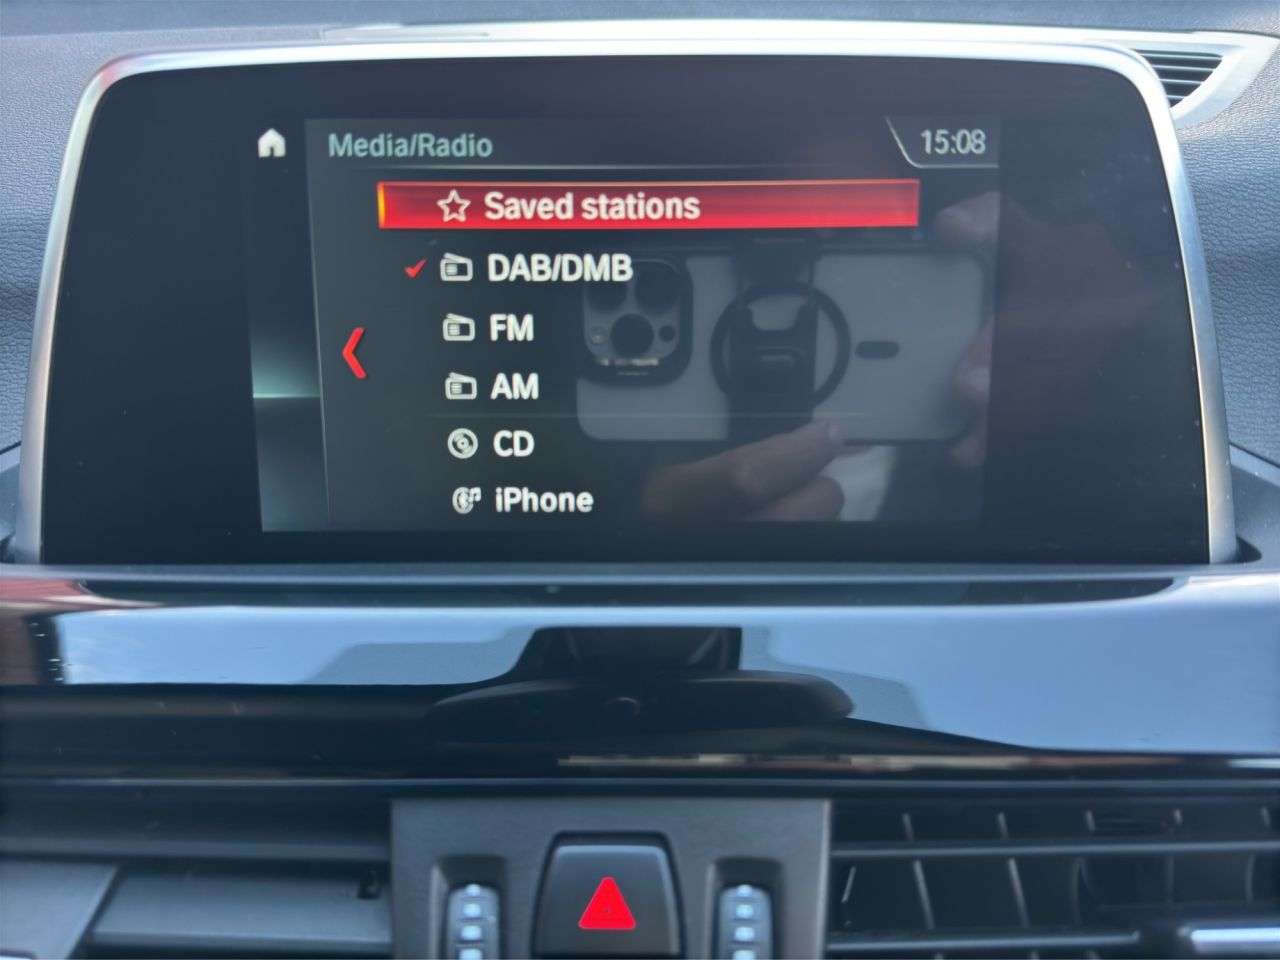 Media/Radio
15:08
Saved stations
DAB/DMB
FM
AM
CD
iPhone